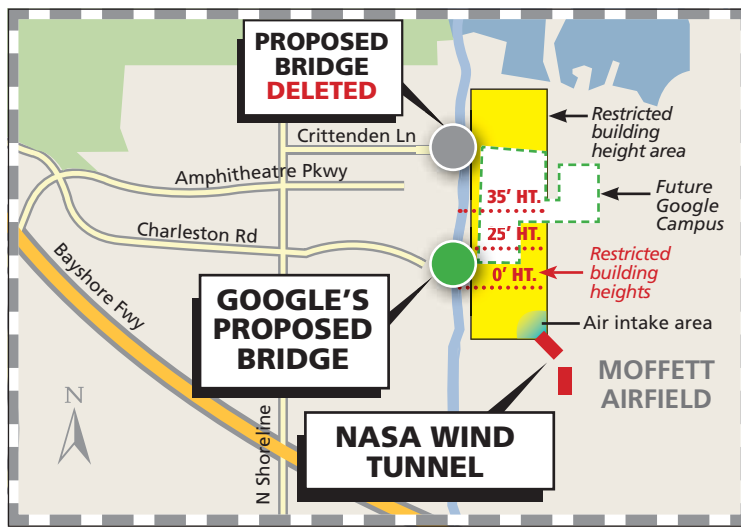 PROPOSED
BRIDGE
DELETED
Crittenden Ln
Amphitheatre Pkwy
Charleston Rd
Bayshore Fwy
GOOGLE’S
PROPOSED
BRIDGE
N
N Shoreline
Restricted
building
height area
Future
Google
Campus
35’ HT.
25’ HT.
0’ HT.
Restricted
building
heights
Air intake area
MOFFETT
AIRFIELD
NASA WIND
TUNNEL